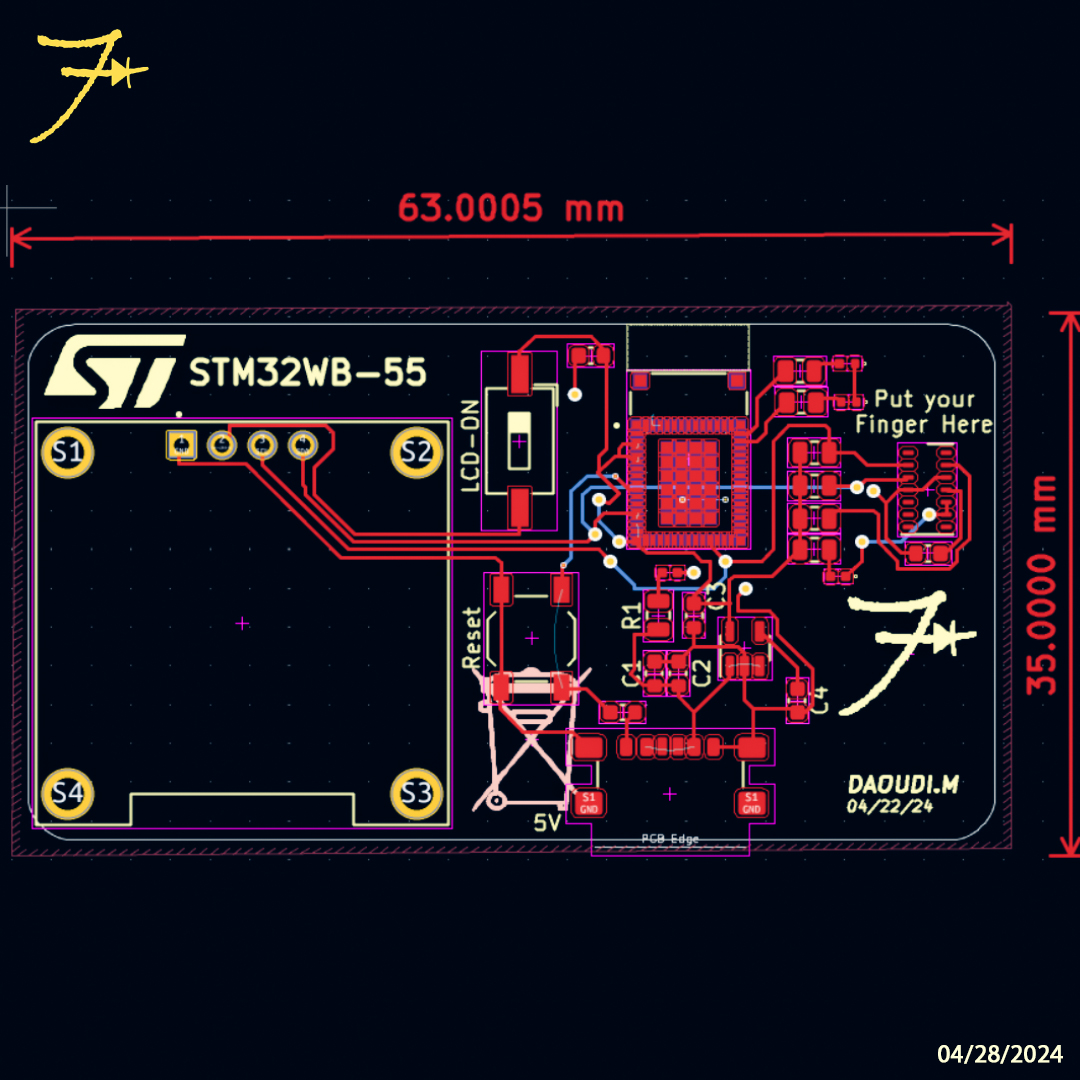 63.0005 mm
STM32WB-55
Put your
Finger Here
LCD-ON
S1
S2
35.0000 mm
Reset
R1
C3
C1
C2
C4
S4
S3
S1
GND
S1
GND
DAOUDI.M
04/22/24
5V
PCB Edge
04/28/2024